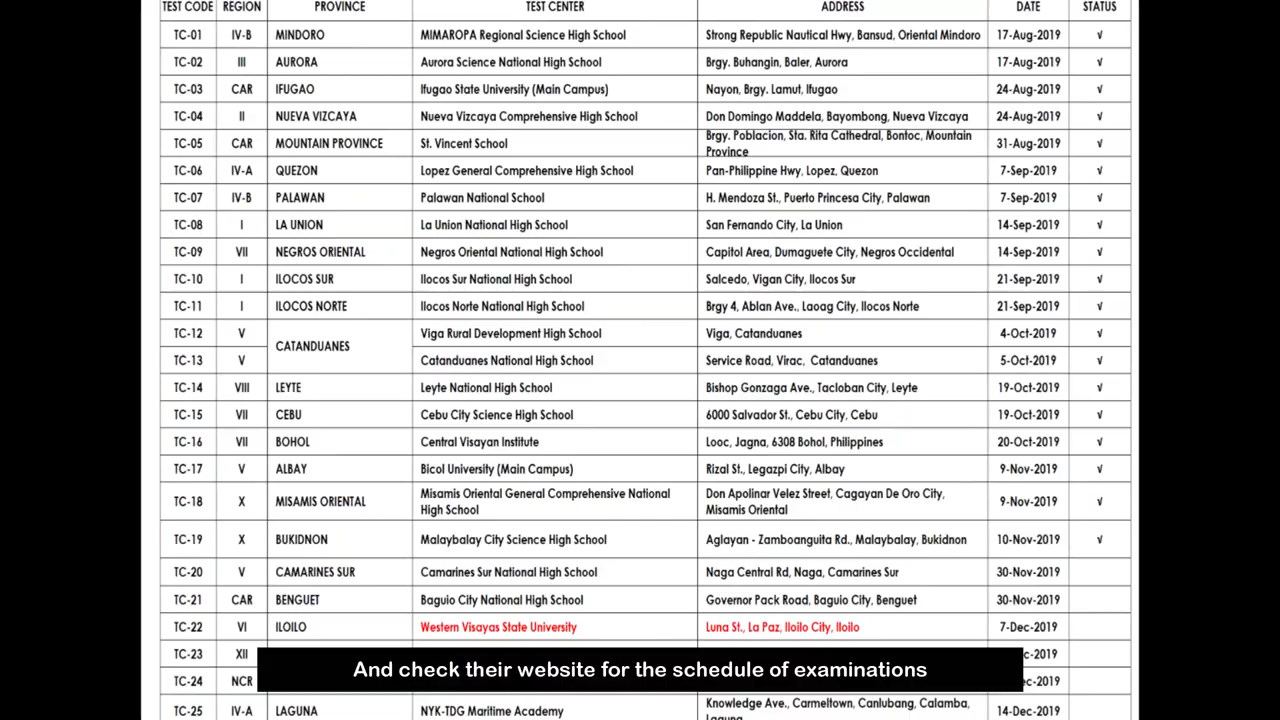 TEST CODE REGION PROVINCE TEST CENTER ADDRESS DATE STATUS
TC-01 IV-B MINDORO MIMAROPA Regional Science High School Strong Republic Nautical Hwy, Bansud, Oriental Mindoro 17-Aug-2019 √
TC-02 III AURORA Aurora Science National High School Brgy. Buhangin, Baler, Aurora 17-Aug-2019 √
TC-03 CAR IFUGAO Ifugao State University (Main Campus) Nayon, Brgy. Lamut, Ifugao 24-Aug-2019 √
TC-04 II NUEVA VIZCAYA Nueva Vizcaya Comprehensive High School Don Domingo Maddela, Bayombong, Nueva Vizcaya 24-Aug-2019 √
TC-05 CAR MOUNTAIN PROVINCE St. Vincent School Brgy. Poblacion, Sta. Rita Cathedral, Bontoc, Mountain 31-Aug-2019 √
Province
TC-06 IV-A QUEZON Lopez General Comprehensive High School Pan-Philippine Hwy, Lopez, Quezon 7-Sep-2019 √
TC-07 IV-B PALAWAN Palawan National School H. Mendoza St., Puerto Princesa City, Palawan 7-Sep-2019 √
TC-08 I LA UNION La Union National High School San Fernando City, La Union 14-Sep-2019 √
TC-09 VII NEGROS ORIENTAL Negros Oriental National High School Capitol Area, Dumaguete City, Negros Occidental 14-Sep-2019 √
TC-10 I ILOCOS SUR Ilocos Sur National High School Salcedo, Vigan City, Ilocos Sur 21-Sep-2019 √
TC-11 I ILOCOS NORTE Ilocos Norte National High School Brgy 4, Ablan Ave., Laoag City, Ilocos Norte 21-Sep-2019 √
TC-12 V CATANDUANES Viga Rural Development High School Viga, Catanduanes 4-Oct-2019 √
TC-13 V Catanduanes National High School Service Road, Virac, Catanduanes 5-Oct-2019 √
TC-14 VIII LEYTE Leyte National High School Bishop Gonzaga Ave., Tacloban City, Leyte 19-Oct-2019 √
TC-15 VII CEBU Cebu City Science High School 6000 Salvador St., Cebu City, Cebu 19-Oct-2019 √
TC-16 VII BOHOL Central Visayan Institute Looc, Jagna, 6308 Bohol, Philippines 20-Oct-2019 √
TC-17 V ALBAY Bicol University (Main Campus) Rizal St., Legazpi City, Albay 9-Nov-2019 √
TC-18 X MISAMIS ORIENTAL Misamis Oriental General Comprehensive National Don Apolinar Velez Street, Cagayan De Oro City, 9-Nov-2019 √
High School Misamis Oriental
TC-19 X BUKIDNON Malaybalay City Science High School Aglayan - Zamboanguita Rd., Malaybalay, Bukidnon 10-Nov-2019 √
TC-20 V CAMARINES SUR Camarines Sur National High School Naga Central Rd, Naga, Camarines Sur 30-Nov-2019
TC-21 CAR BENGUET Baguio City National High School Governor Pack Road, Baguio City, Benguet 30-Nov-2019
TC-22 VI ILOILO Western Visayas State University Luna St., La Paz, Iloilo City, Iloilo 7-Dec-2019
TC-23 XII c-2019
And check their website for the schedule of examinations
TC-24 NCR ec-2019
TC-25 IV-A LAGUNA NYK-TDG Maritime Academy Knowledge Ave., Carmeltown, Canlubang, Calamba, 14-Dec-2019
Laguna